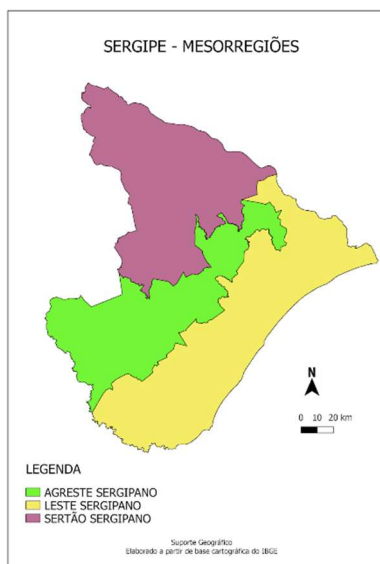 SERGIPE - MESORREGIÕES
N
0 10 20 km
LEGENDA
AGRESTE SERGIPANO
LESTE SERGIPANO
SERTÃO SERGIPANO
Suporte Geográfico
Elaborado a partir de base cartográfica do IBGE